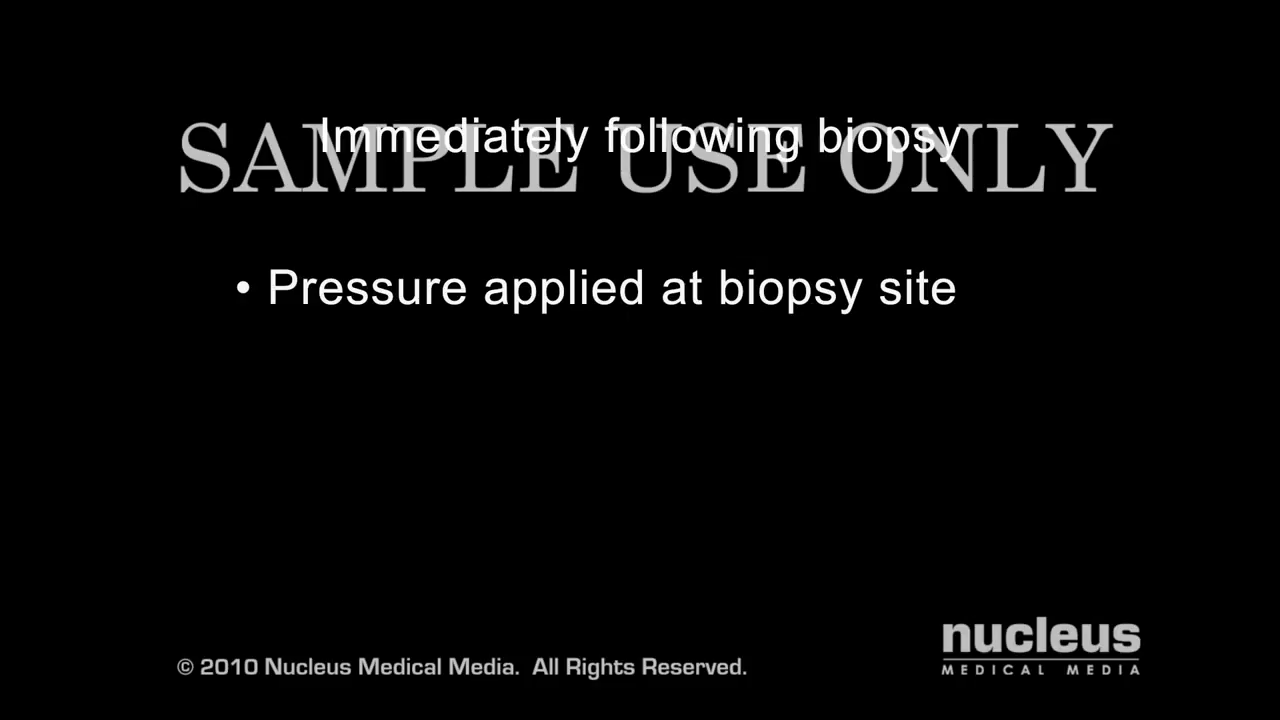 Immediately following biopsy
SAMPLE USE ONLY
• Pressure applied at biopsy site
nucleus
MEDICAL MEDIA
© 2010 Nucleus Medical Media. All Rights Reserved.